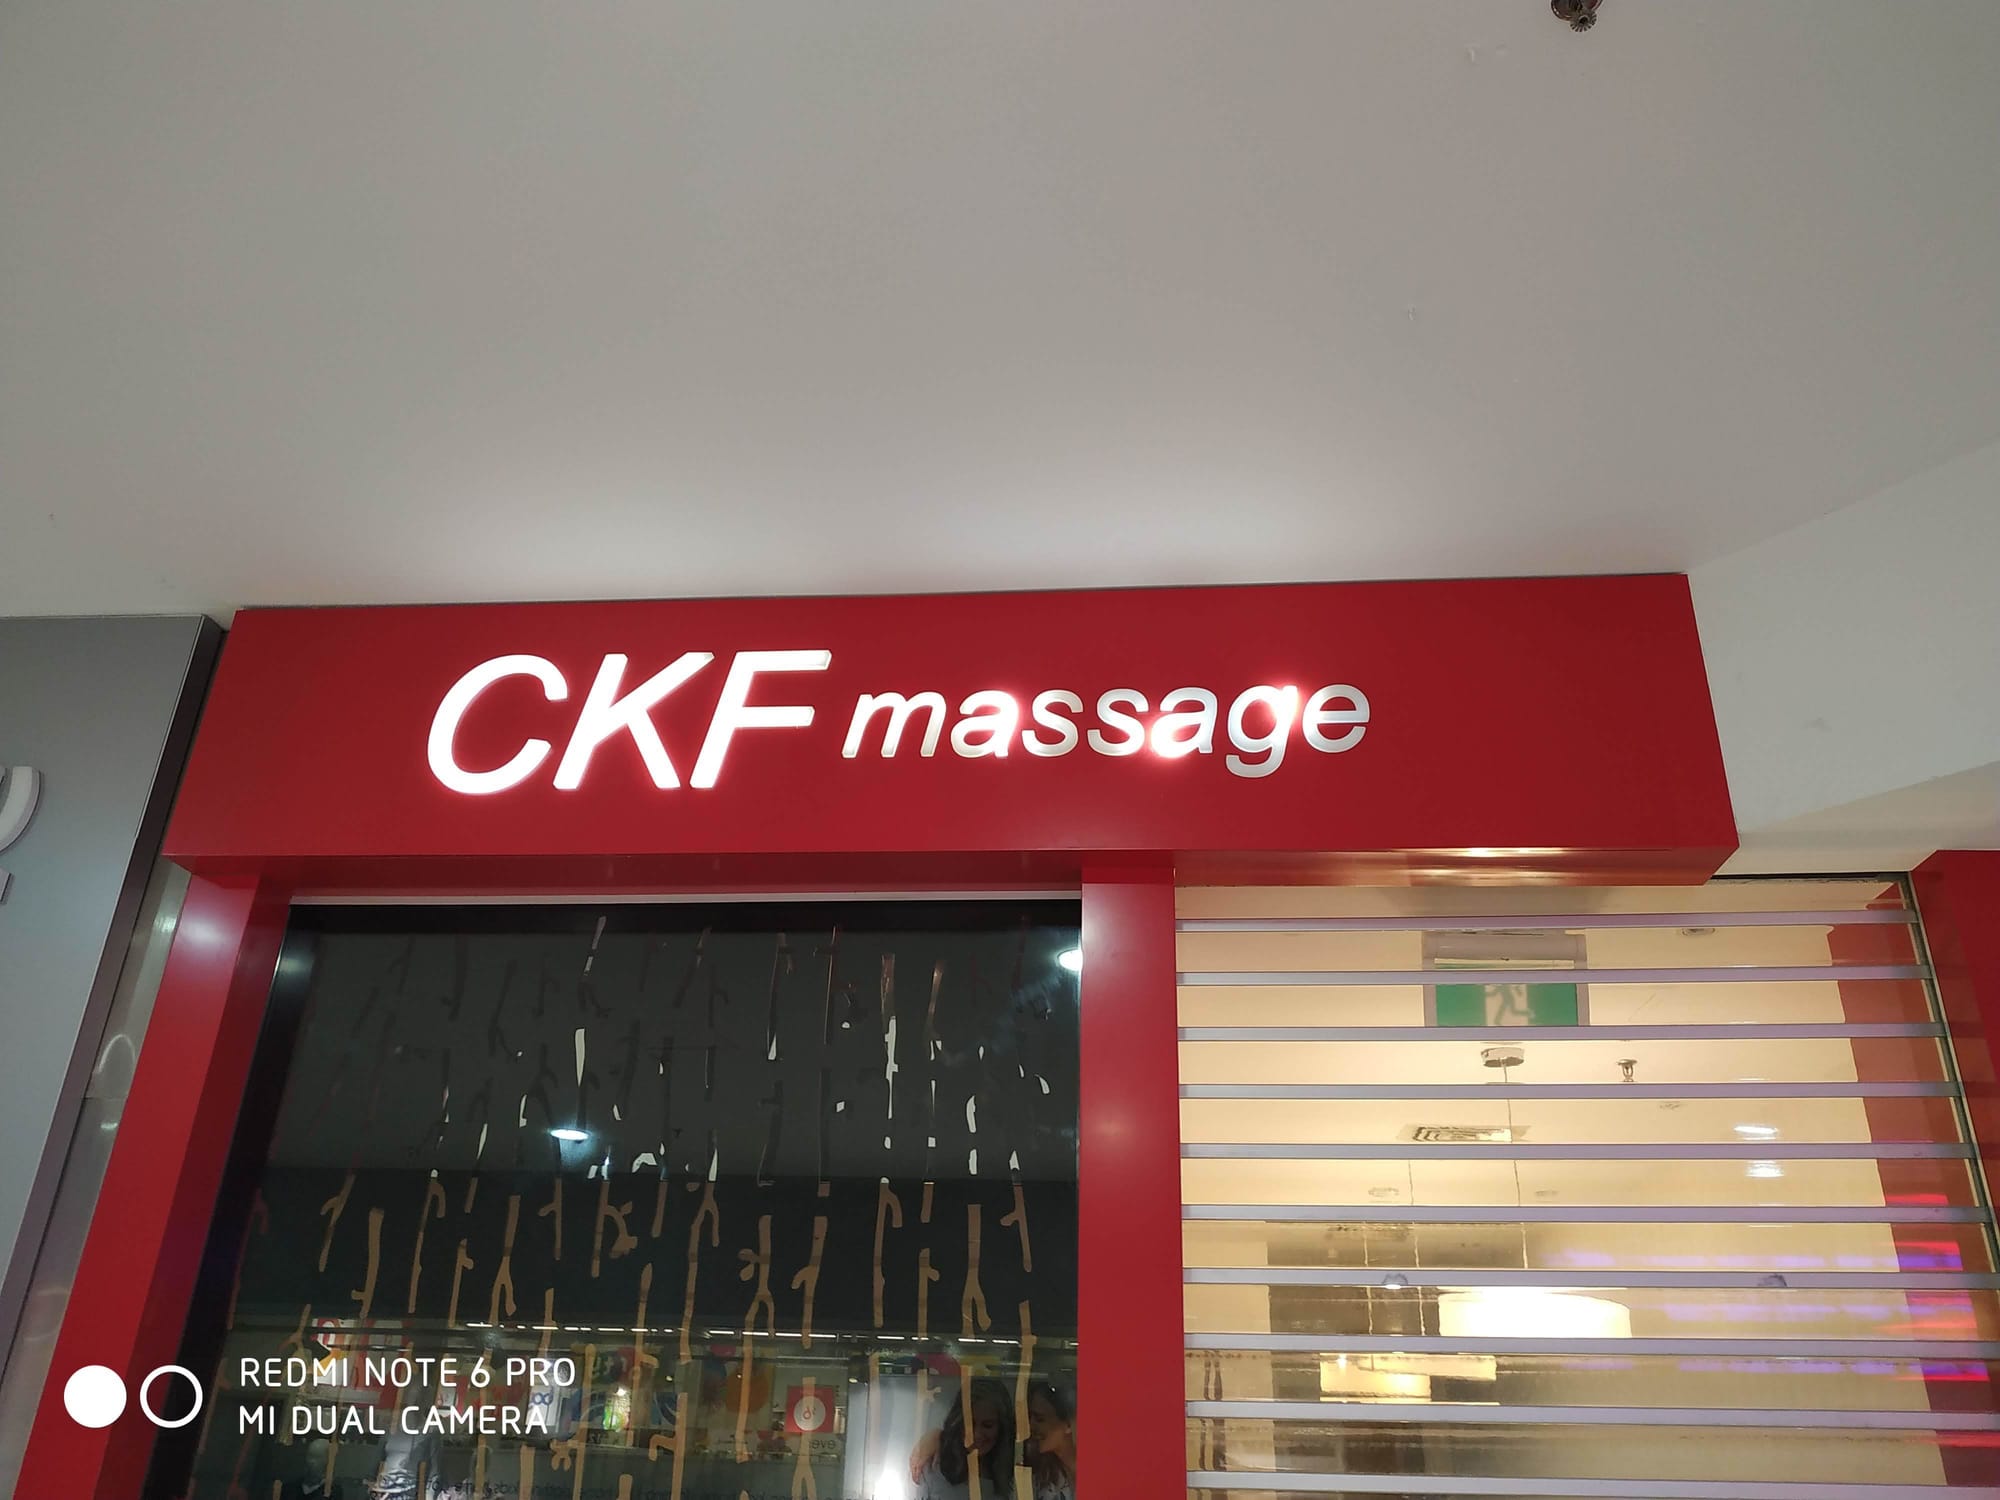 CKF massage
REDMI NOTE 6 PRO
MI DUAL CAMERA